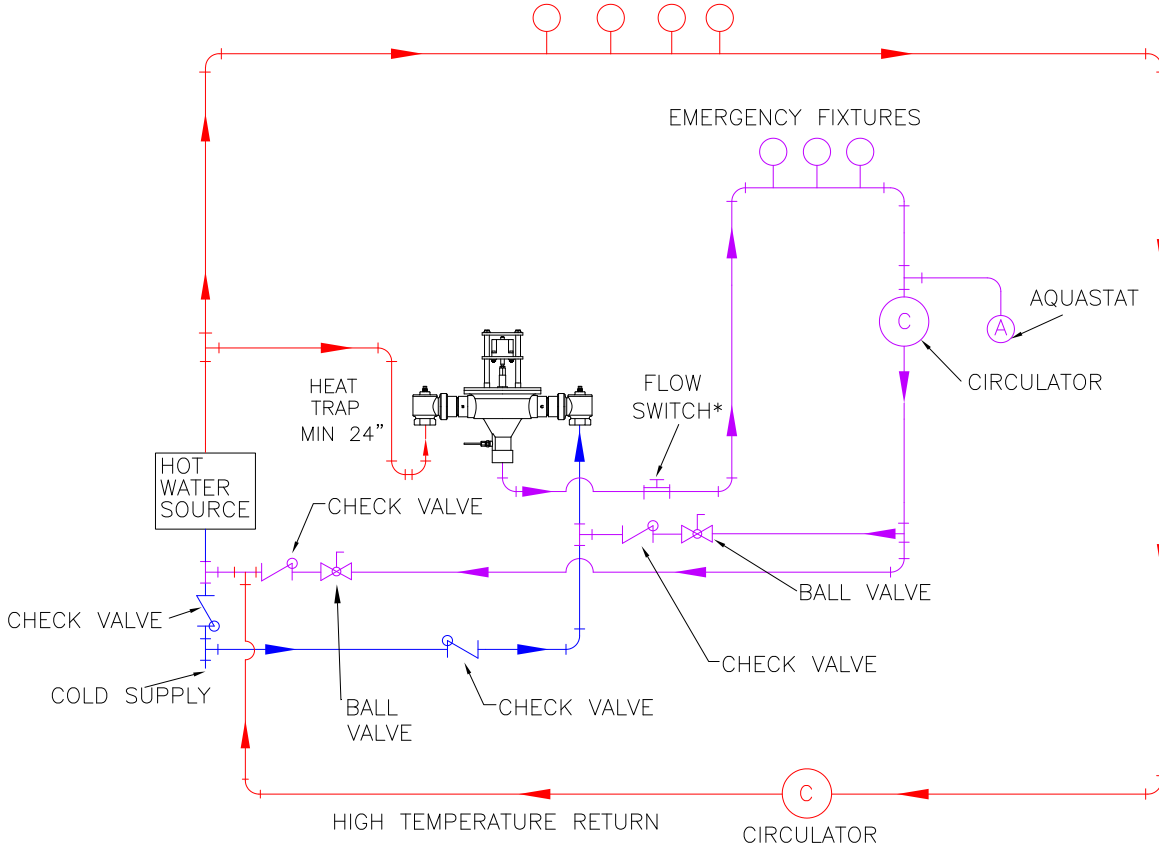 EMERGENCY FIXTURES
AQUASTAT
A
C
CIRCULATOR
HEAT
TRAP
MIN 24”
FLOW
SWITCH*
HOT
WATER
SOURCE
CHECK VALVE
BALL VALVE
CHECK VALVE
CHECK VALVE
COLD SUPPLY
BALL
VALVE
CHECK VALVE
C
HIGH TEMPERATURE RETURN
CIRCULATOR